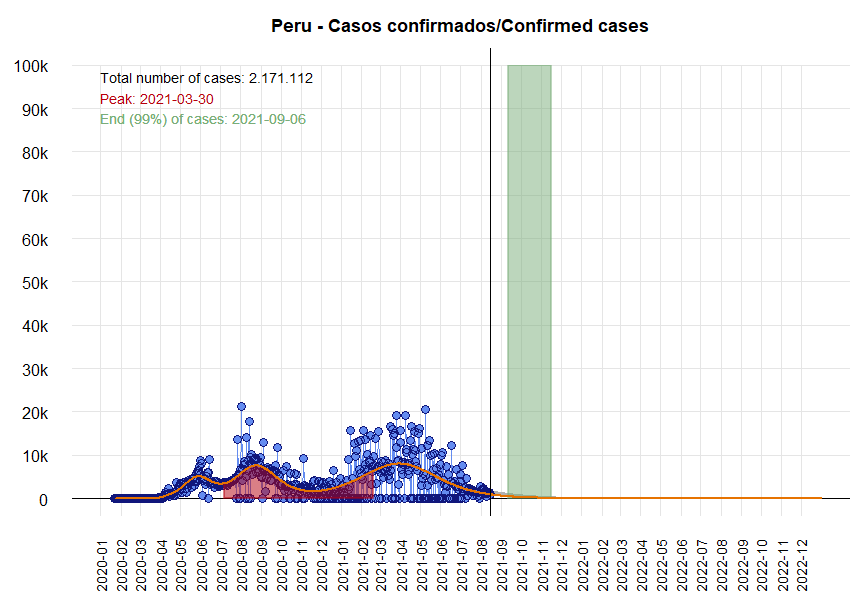 Peru - Casos confirmados/Confirmed cases
100k
90k
80k
70k
60k
50k
40k
30k
20k
10k
0
Total number of cases: 2.171.112
Peak: 2021-03-30
End (99%) of cases: 2021-09-06
2020-01
2020-02
2020-03
2020-04
2020-05
2020-06
2020-07
2020-08
2020-09
2020-10
2020-11
2020-12
2021-01
2021-02
2021-03
2021-04
2021-05
2021-06
2021-07
2021-08
2021-09
2021-10
2021-11
2021-12
2022-02
2022-03
2022-04
2022-05
2022-06
2022-07
2022-08
2022-09
2022-10
2022-11
2022-12